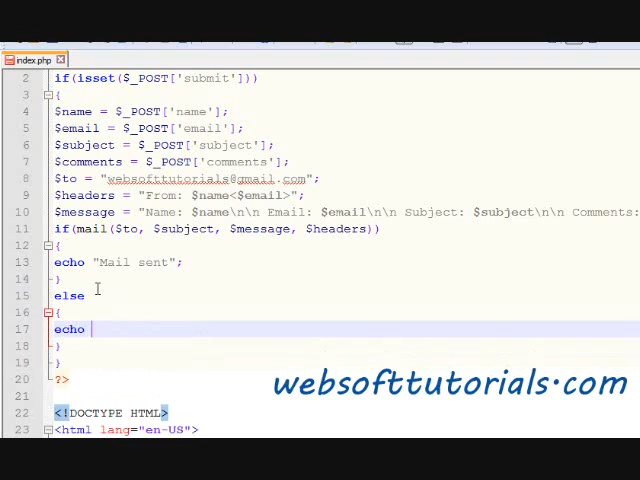 index.php
2 if(isset($_POST['submit']))
3 {
4 $name = $_POST['name'];
5 $email = $_POST['email'];
6 $subject = $_POST['subject'];
7 $comments = $_POST['comments'];
8 $to = "websofttutorials@gmail.com";
9 $headers = "From: $name<$email>";
10 $message = "Name: $name\n\n Email: $email\n\n Subject: $subject\n\n Comments:
11 if(mail($to, $subject, $message, $headers))
12 {
13 echo "Mail sent";
14 }
15 else
16 {
17 echo
18 }
19 }
20 ?>
websofttutorials.com
21
22 <!DOCTYPE HTML>
23 <html lang="en-US">